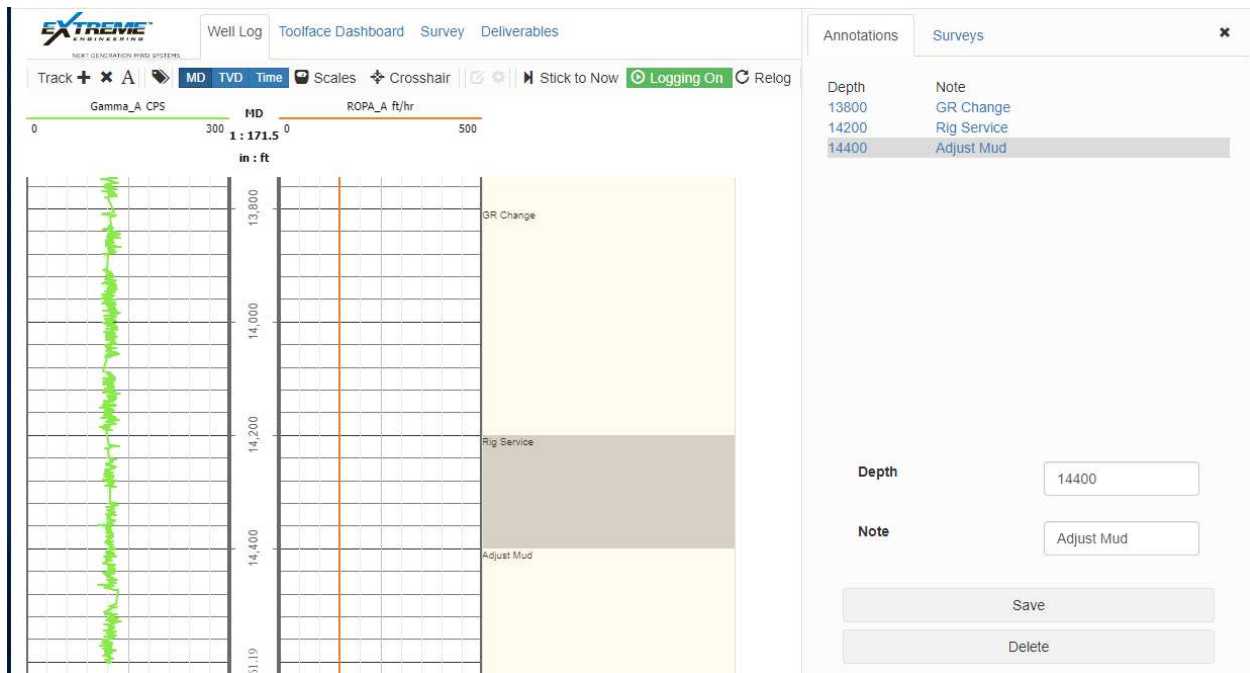 EXTREME
ENGINEERING
NEXT GENERATION MWD SYSTEMS
Well Log Toolface Dashboard Survey Deliverables
Track A MD TVD Time Scales Crosshair Stick to Now Logging On Relog
Gamma_A CPS
0 300
MD
1 : 171.5
in : ft
ROPA_A ft/hr
0 500
13,800
14,000
14,200
14,400
51.19
GR Change
Rig Service
Adjust Mud
Annotations Surveys
Depth Note
13800 GR Change
14200 Rig Service
14400 Adjust Mud
Depth 14400
Note Adjust Mud
Save
Delete